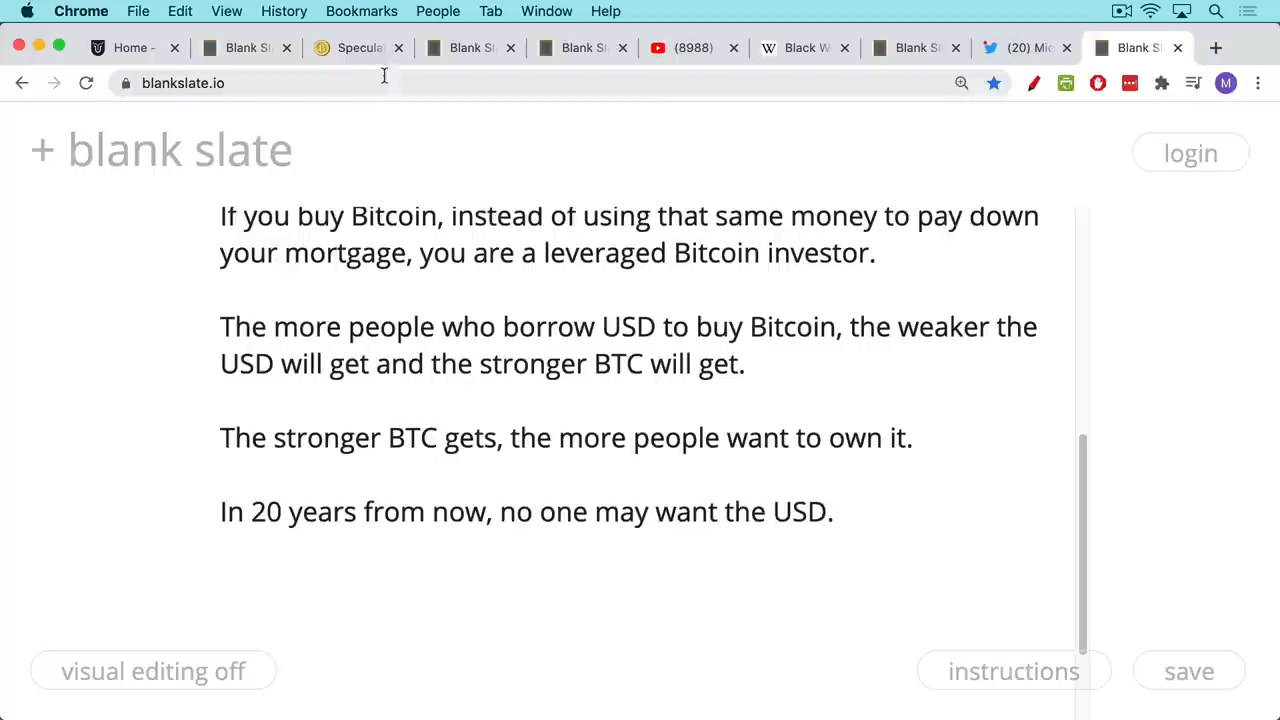 Chrome File Edit View History Bookmarks People Tab Window Help
Home - Blank Sl Specula Blank Sl Blank Sl (8988) Black W Blank Sl (20) Mic Blank Sl
blankslate.io M
+ blank slate
login
If you buy Bitcoin, instead of using that same money to pay down
your mortgage, you are a leveraged Bitcoin investor.
The more people who borrow USD to buy Bitcoin, the weaker the
USD will get and the stronger BTC will get.
The stronger BTC gets, the more people want to own it.
In 20 years from now, no one may want the USD.
visual editing off
instructions
save